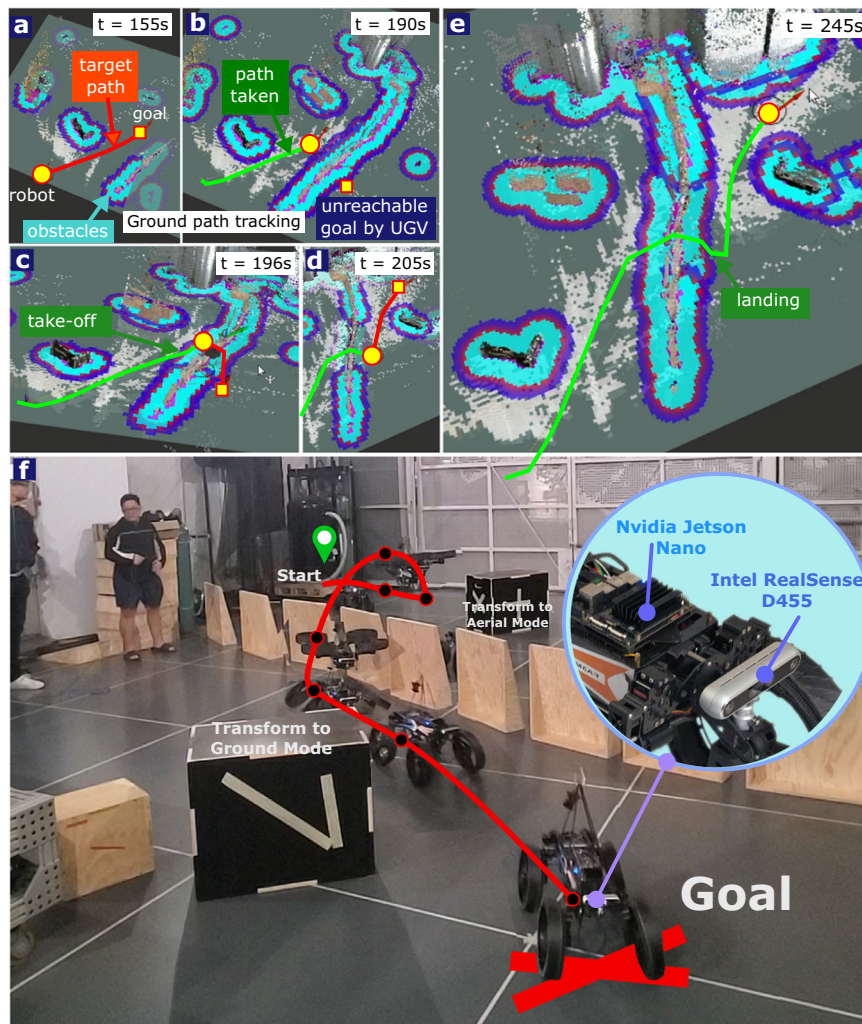 a
t = 155s
target
path
goal
robot
obstacles
Ground path tracking
b
t = 190s
path
taken
unreachable
goal by UGV
c
t = 196s
take-off
d
t = 205s
e
t = 245s
landing
f
Start
Transform to
Aerial Mode
Transform to
Ground Mode
Nvidia Jetson
Nano
Intel RealSense
D455
Goal